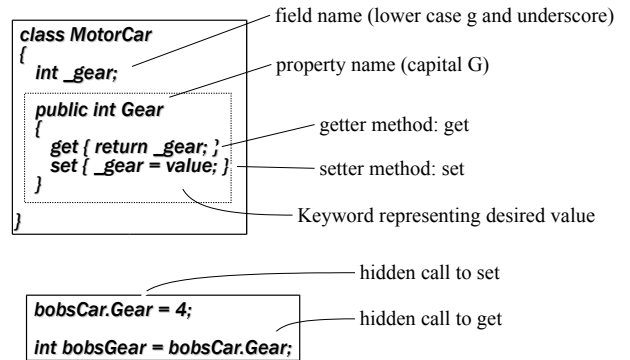 class MotorCar
{
int _gear;
public int Gear
{
get { return _gear; }
set { _gear = value; }
}
}
field name (lower case g and underscore)
property name (capital G)
getter method: get
setter method: set
Keyword representing desired value
hidden call to set
bobsCar.Gear = 4;
hidden call to get
int bobsGear = bobsCar.Gear;